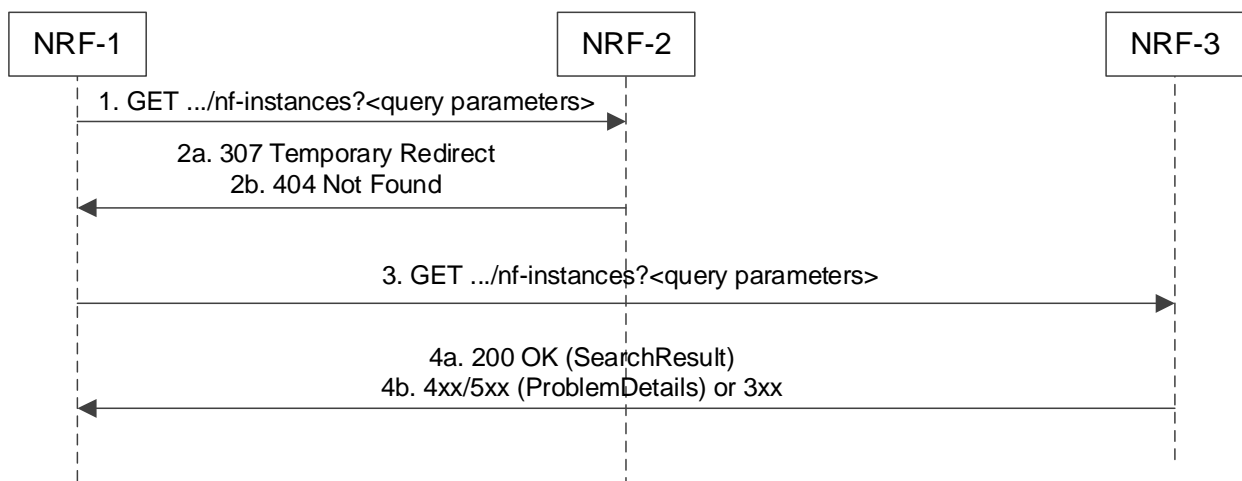 NRF-1
NRF-2
NRF-3
1. GET .../nf-instances?<query parameters>
2a. 307 Temporary Redirect
2b. 404 Not Found
3. GET .../nf-instances?<query parameters>
4a. 200 OK (SearchResult)
4b. 4xx/5xx (ProblemDetails) or 3xx